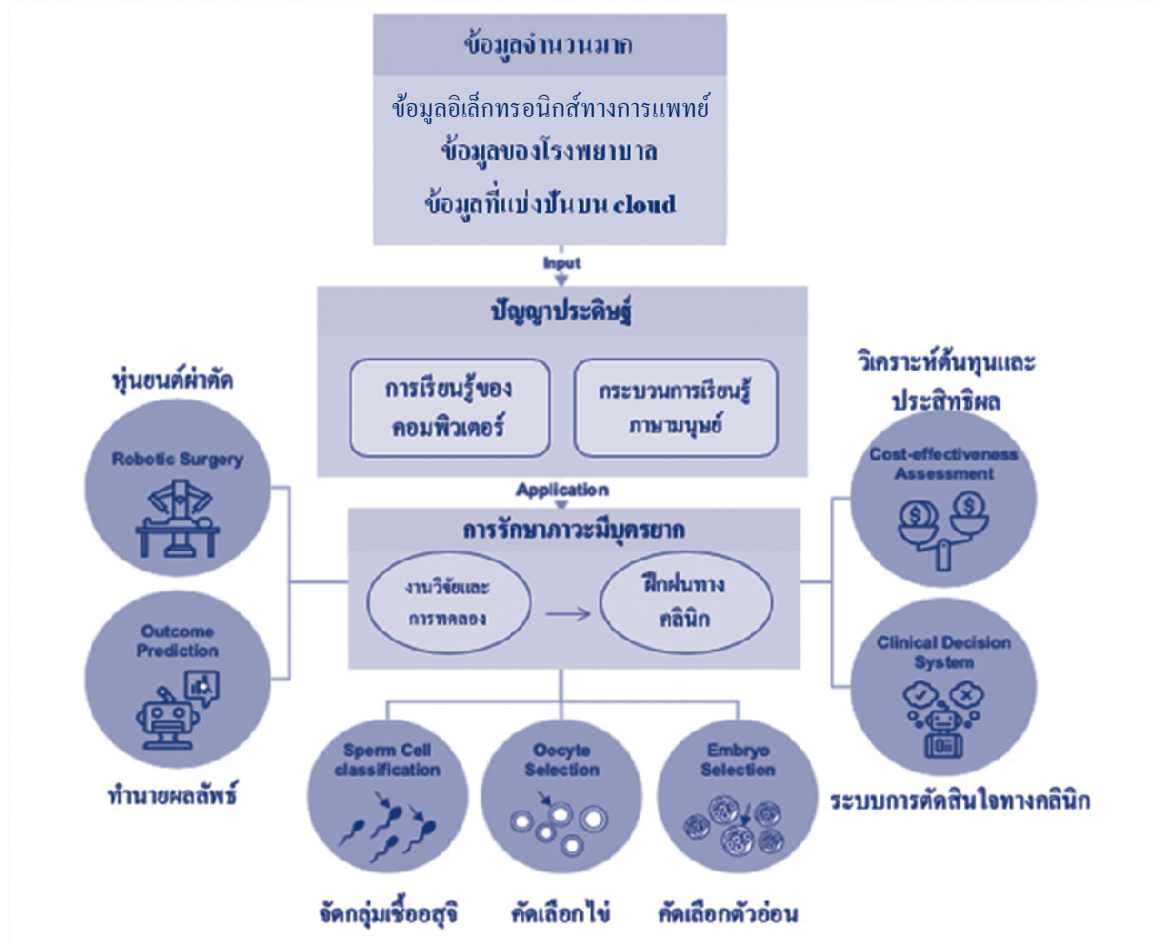 ข้อมูลจำนวนมาก
ข้อมูลอิเล็กทรอนิกส์ทางการแพทย์
ข้อมูลของโรงพยาบาล
ข้อมูลที่แบ่งปันบน cloud
Input
ปัญญาประดิษฐ์
การเรียนรู้ของ
คอมพิวเตอร์
กระบวนการเรียนรู้
ภาษามนุษย์
หุ่นยนต์ผ่าตัด
Robotic Surgery
วิเคราะห์ต้นทุนและ
ประสิทธิผล
Cost-effectiveness
Assessment
$
$
Application
การรักษาภาวะมีบุตรยาก
งานวิจัยและ
การทดลอง
ฝึกฝนทาง
คลินิก
Outcome
Prediction
ทำนายผลลัพธ์
Clinical Decision
System
ระบบการตัดสินใจทางคลินิก
Sperm Cell
classification
จัดกลุ่มเชื้ออสุจิ
Oocyte
Selection
คัดเลือกไข่
Embryo
Selection
คัดเลือกตัวอ่อน